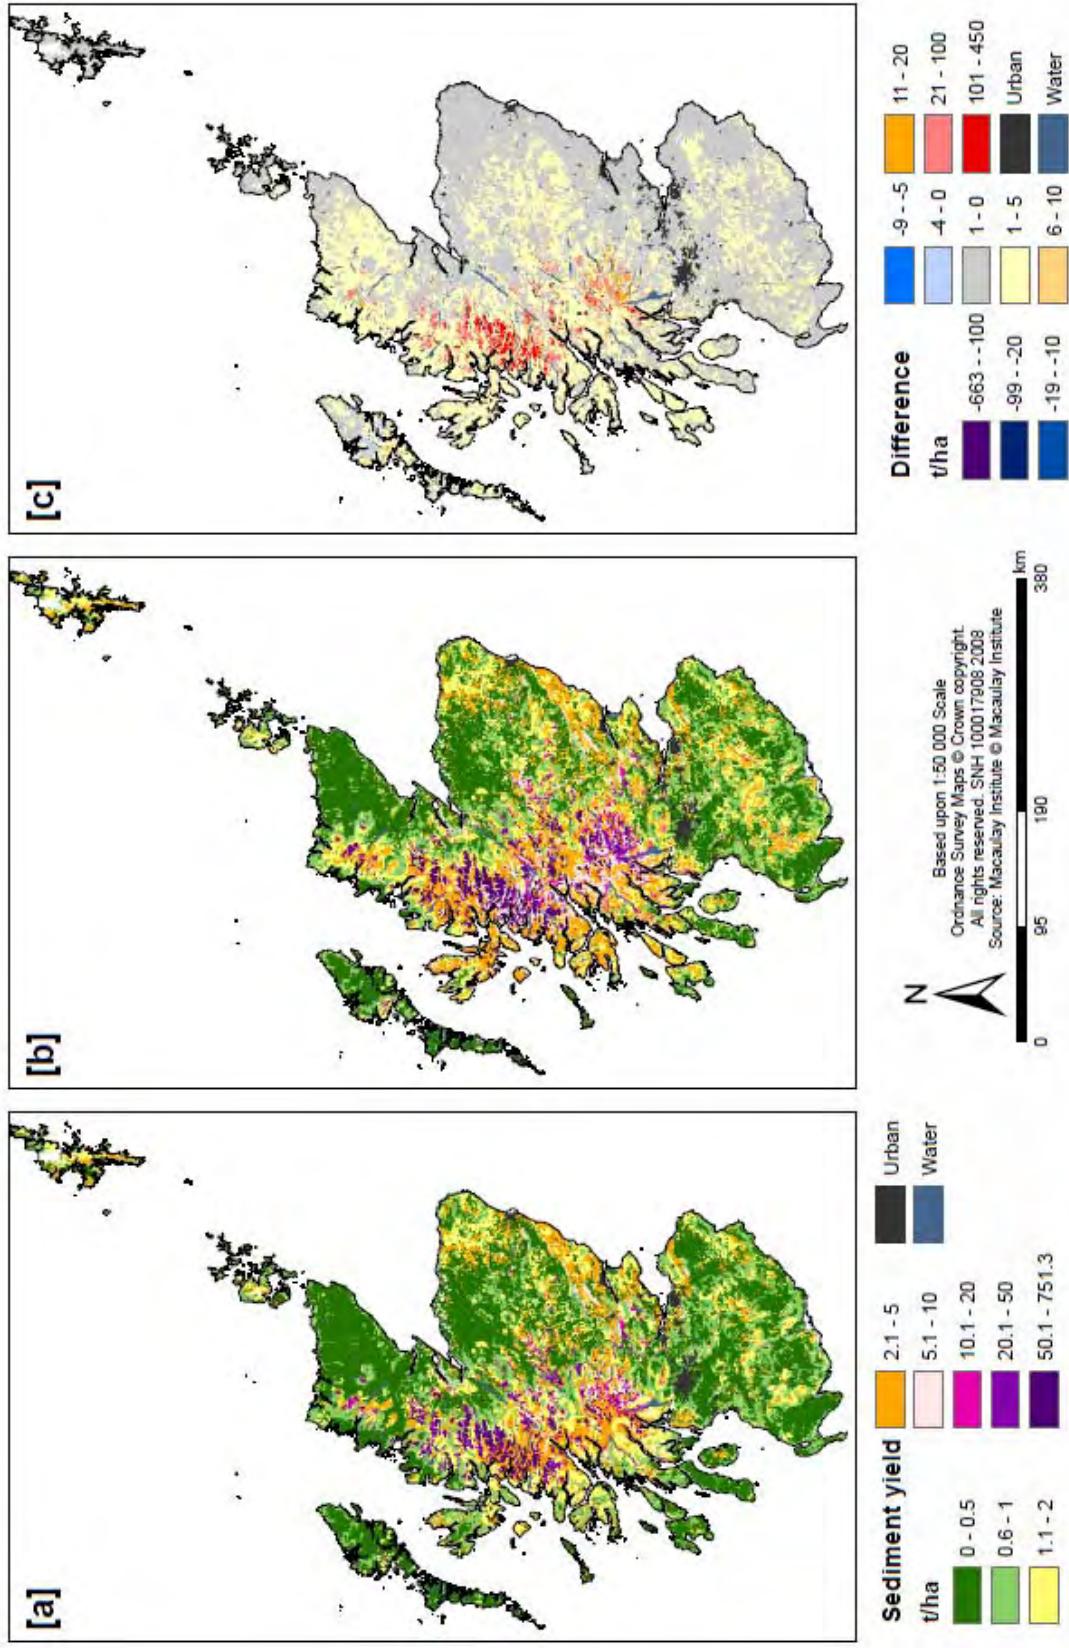 [a]
[b]
[c]
Sediment yield
t/ha
0 - 0.5
0.6 - 1
1.1 - 2
2.1 - 5
5.1 - 10
10.1 - 20
20.1 - 50
50.1 - 751.3
Urban
Water
N
Based upon 1:50 000 Scale
Ordnance Survey Maps © Crown copyright.
All rights reserved. SNH 100017908 2008
Source: Macaulay Institute © Macaulay Institute
0 95 190 380
km
Difference
t/ha
-663 - -100
-99 - -20
-19 - -10
-9 - -5
-4 - 0
1 - 0
1 - 5
6 - 10
11 - 20
21 - 100
101 - 450
Urban
Water